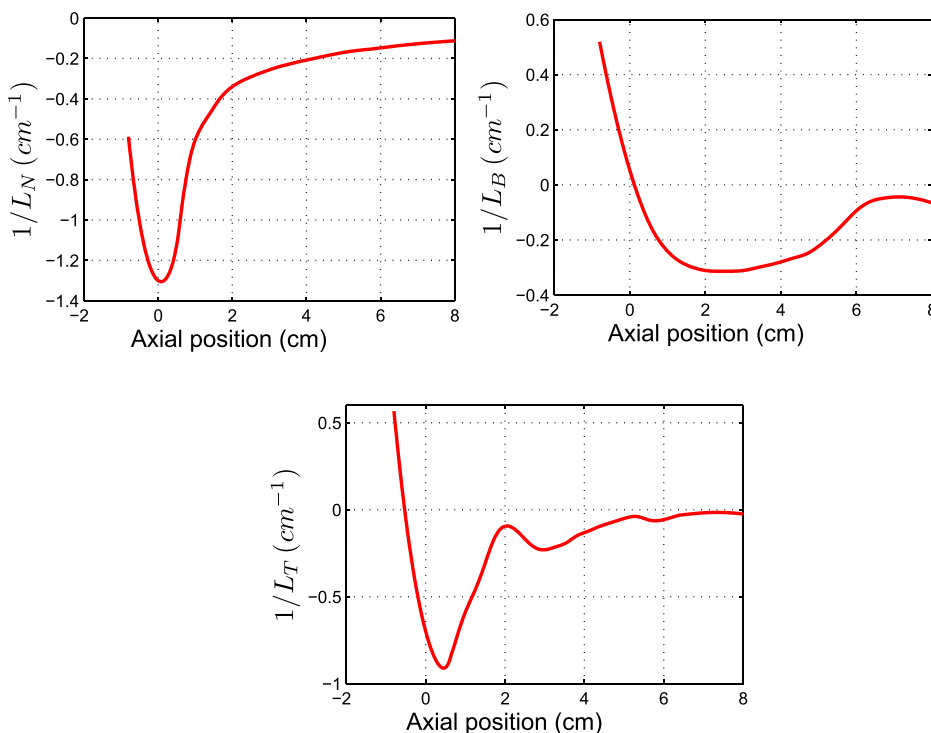 0
−0.2
−0.4
−0.6
−0.8
−1
−1.2
−1.4
−2 0 2 4 6 8
Axial position (cm)
1/L_N (cm^{−1})
0.6
0.4
0.2
0
−0.2
−0.4
−2 0 2 4 6 8
Axial position (cm)
1/L_B (cm^{−1})
0.5
0
−0.5
−1
−2 0 2 4 6 8
Axial position (cm)
1/L_T (cm^{−1})